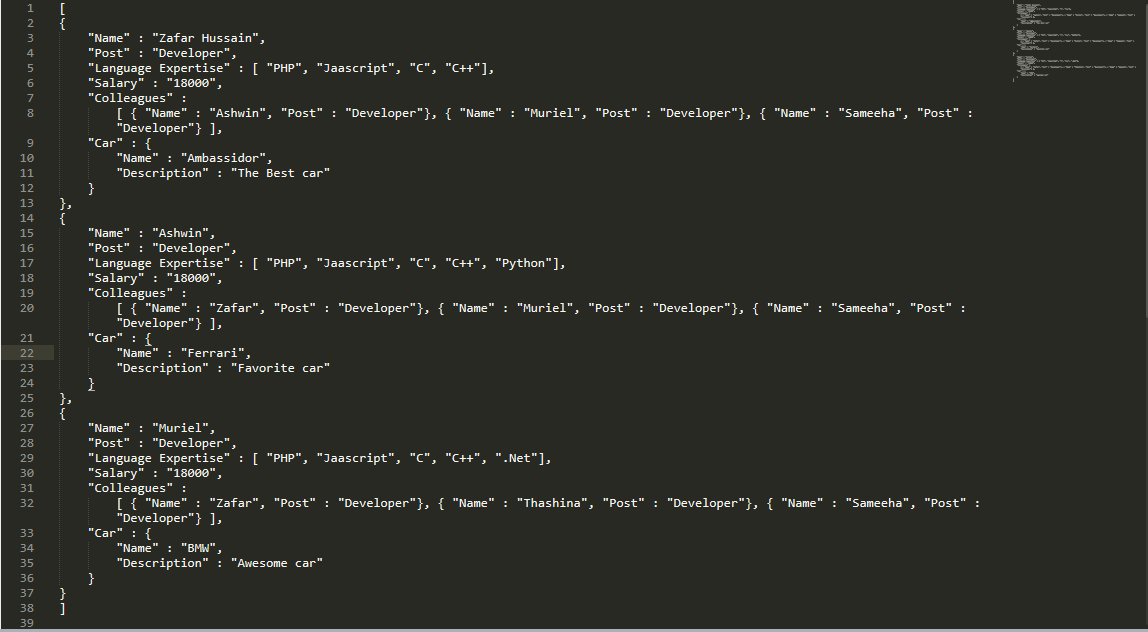 1 [
2 {
3 "Name" : "Zafar Hussain",
4 "Post" : "Developer",
5 "Language Expertise" : [ "PHP", "Jaascript", "C", "C++"],
6 "Salary" : "18000",
7 "Colleagues" :
8 [ { "Name" : "Ashwin", "Post" : "Developer"}, { "Name" : "Muriel", "Post" : "Developer"}, { "Name" : "Sameeha", "Post" :
"Developer"} ],
9 "Car" : {
10 "Name" : "Ambassidor",
11 "Description" : "The Best car"
12 }
13 },
14 {
15 "Name" : "Ashwin",
16 "Post" : "Developer",
17 "Language Expertise" : [ "PHP", "Jaascript", "C", "C++", "Python"],
18 "Salary" : "18000",
19 "Colleagues" :
20 [ { "Name" : "Zafar", "Post" : "Developer"}, { "Name" : "Muriel", "Post" : "Developer"}, { "Name" : "Sameeha", "Post" :
"Developer"} ],
21 "Car" : {
22 "Name" : "Ferrari",
23 "Description" : "Favorite car"
24 }
25 },
26 {
27 "Name" : "Muriel",
28 "Post" : "Developer",
29 "Language Expertise" : [ "PHP", "Jaascript", "C", "C++", ".Net"],
30 "Salary" : "18000",
31 "Colleagues" :
32 [ { "Name" : "Zafar", "Post" : "Developer"}, { "Name" : "Thashina", "Post" : "Developer"}, { "Name" : "Sameeha", "Post" :
"Developer"} ],
33 "Car" : {
34 "Name" : "BMW",
35 "Description" : "Awesome car"
36 }
37 }
38 ]
39